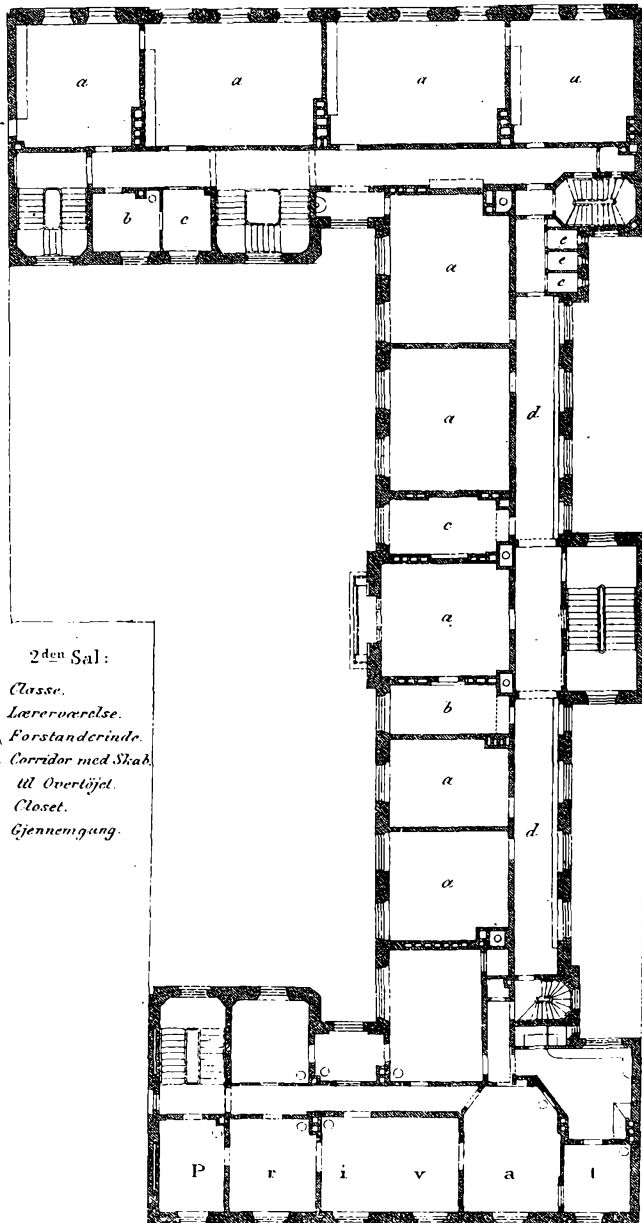 a a a a
b c
e
e
e
a
a
d.
c
a
2den Sal:
Classe.
Lærerværelse.
Forstanderinde.
Corridor med Skab
til Overtöjet.
Closet.
Gjennemgang.
b
a
d.
a
P r i v a t